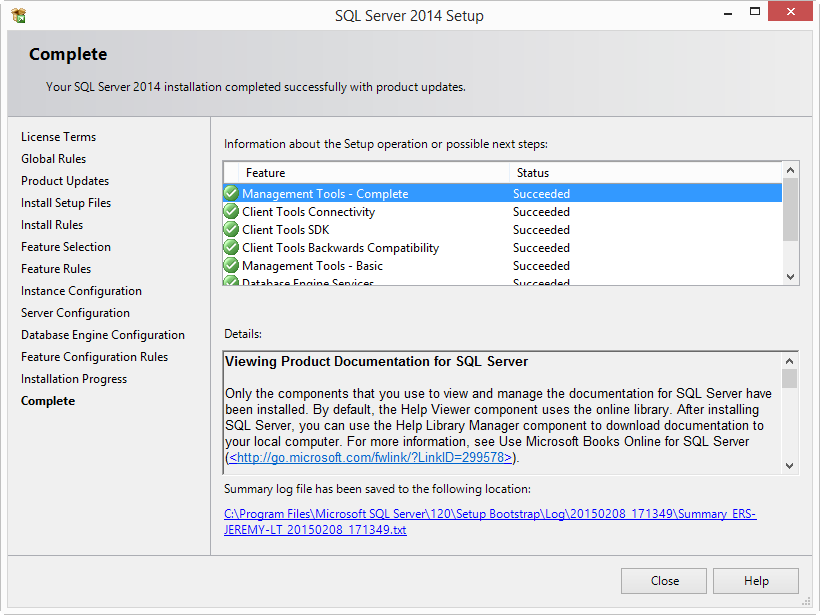 SQL Server 2014 Setup
Complete
Your SQL Server 2014 installation completed successfully with product updates.
License Terms
Global Rules
Product Updates
Install Setup Files
Install Rules
Feature Selection
Feature Rules
Instance Configuration
Server Configuration
Database Engine Configuration
Feature Configuration Rules
Installation Progress
Complete
Information about the Setup operation or possible next steps:
Feature Status
Management Tools - Complete Succeeded
Client Tools Connectivity Succeeded
Client Tools SDK Succeeded
Client Tools Backwards Compatibility Succeeded
Management Tools - Basic Succeeded
Database Engine Services Succeeded
Details:
Viewing Product Documentation for SQL Server
Only the components that you use to view and manage the documentation for SQL Server have
been installed. By default, the Help Viewer component uses the online library. After installing
SQL Server, you can use the Help Library Manager component to download documentation to
your local computer. For more information, see Use Microsoft Books Online for SQL Server
(<http://go.microsoft.com/fwlink/?LinkID=299578>).
Summary log file has been saved to the following location:
C:\Program Files\Microsoft SQL Server\120\Setup Bootstrap\Log\20150208_171349\Summary_ERS-
JEREMY-LT_20150208_171349.txt
Close Help